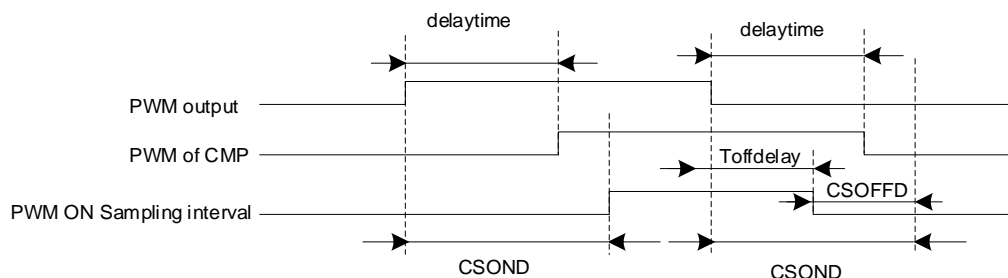 delaytime
delaytime
PWM output
PWM of CMP
Toffdelay
CSOFFD
PWM ON Sampling interval
CSOND
CSOND